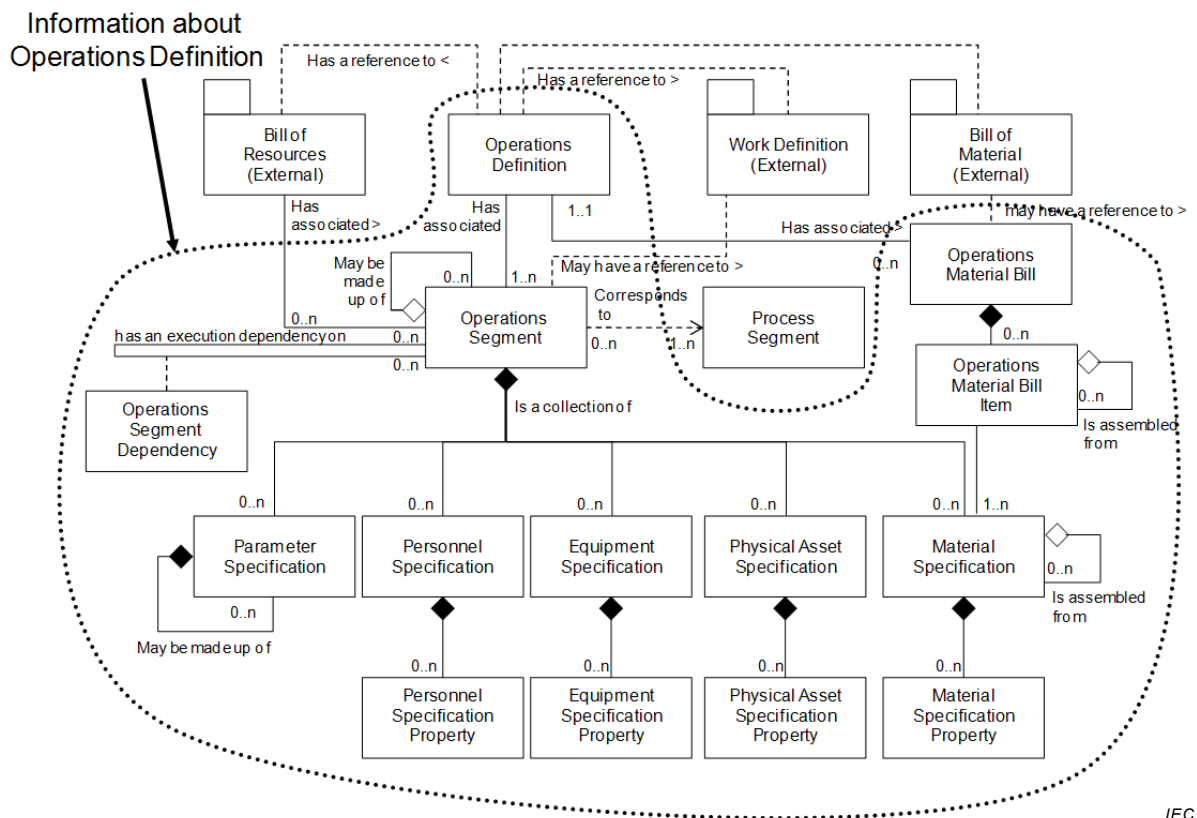 Information about
Operations Definition
Has a reference to <
Has a reference to >
Bill of
Resources
(External)
Operations
Definition
Work Definition
(External)
Bill of
Material
(External)
Has
associated >
Has
associated
1..1
Has associated >
may have a reference to >
0..n
Operations
Material Bill
May be
made
up of
0..n
1..n
May have a reference to >
Corresponds
to
0..n
has an execution dependency on
0..n
0..n
Operations
Segment
0..n
1..n
Process
Segment
0..n
Operations
Material Bill
Item
0..n
Is assembled
from
Operations
Segment
Dependency
Is a collection of
0..n
0..n
0..n
0..n
0..n
1..n
Parameter
Specification
Personnel
Specification
Equipment
Specification
Physical Asset
Specification
Material
Specification
0..n
Is assembled
from
0..n
May be made up of
0..n
0..n
0..n
0..n
Personnel
Specification
Property
Equipment
Specification
Property
Physical Asset
Specification
Property
Material
Specification
Property
IEC